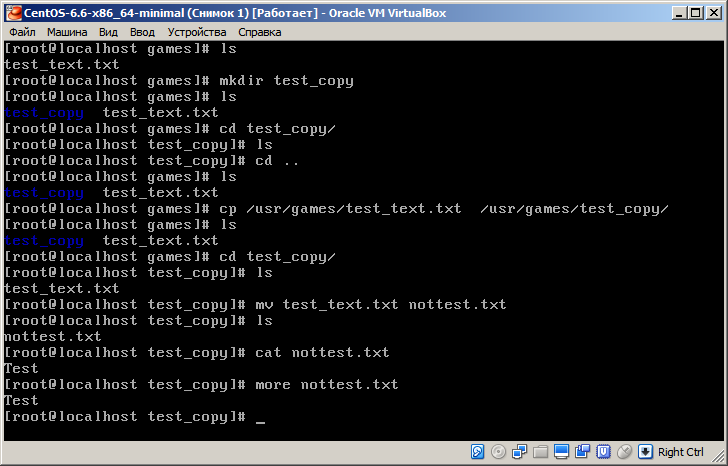 CentOS-6.6-x86_64-minimal (Снимок 1) [Работает] - Oracle VM VirtualBox
Файл Машина Вид Ввод Устройства Справка
[root@localhost games]# ls
test_text.txt
[root@localhost games]# mkdir test_copy
[root@localhost games]# ls
test_copy  test_text.txt
[root@localhost games]# cd test_copy/
[root@localhost test_copy]# ls
[root@localhost test_copy]# cd ..
[root@localhost games]# ls
test_copy  test_text.txt
[root@localhost games]# cp /usr/games/test_text.txt  /usr/games/test_copy/
[root@localhost games]# ls
test_copy  test_text.txt
[root@localhost games]# cd test_copy/
[root@localhost test_copy]# ls
test_text.txt
[root@localhost test_copy]# mv test_text.txt nottest.txt
[root@localhost test_copy]# ls
nottest.txt
[root@localhost test_copy]# cat nottest.txt
Test
[root@localhost test_copy]# more nottest.txt
Test
[root@localhost test_copy]# _
Right Ctrl